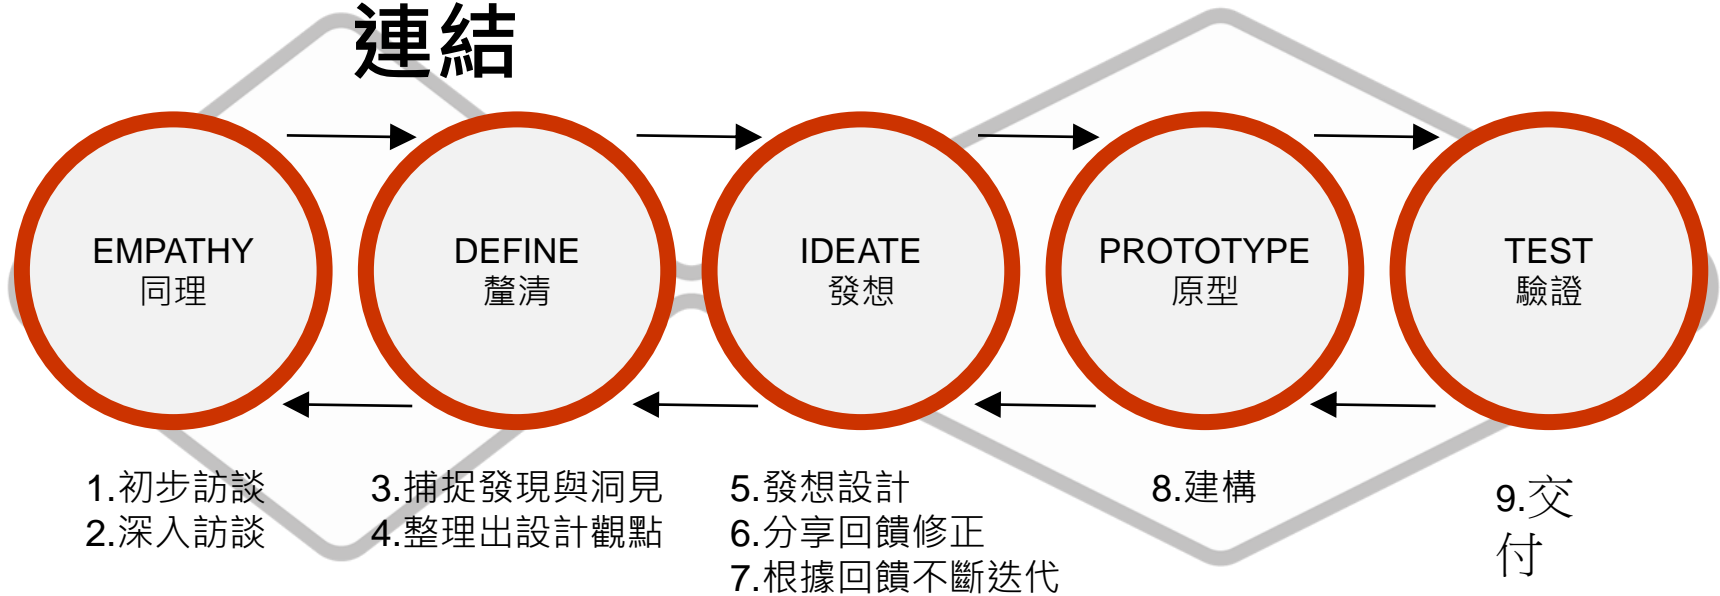 連結
EMPATHY
同理
DEFINE
釐清
IDEATE
發想
PROTOTYPE
原型
TEST
驗證
1.初步訪談
2.深入訪談
3.捕捉發現與洞見
4.整理出設計觀點
5.發想設計
6.分享回饋修正
7.根據回饋不斷迭代
8.建構
9.交
付